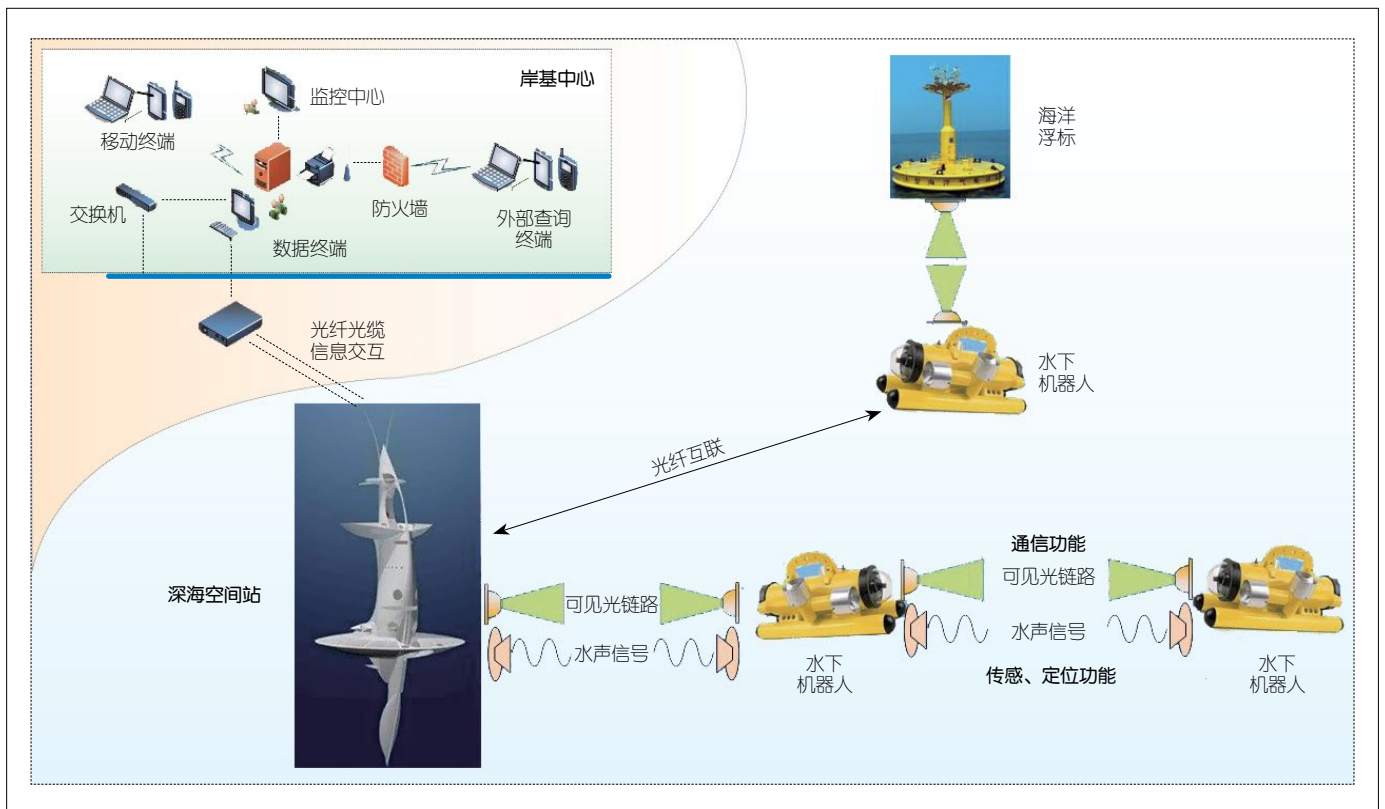 岸基中心
监控中心
移动终端
交换机
防火墙
外部查询
终端
数据终端
光纤光缆
信息交互
海洋
浮标
水下
机器人
光纤互联
深海空间站
可见光链路
水声信号
水下
机器人
通信功能
可见光链路
水声信号
传感、定位功能
水下
机器人